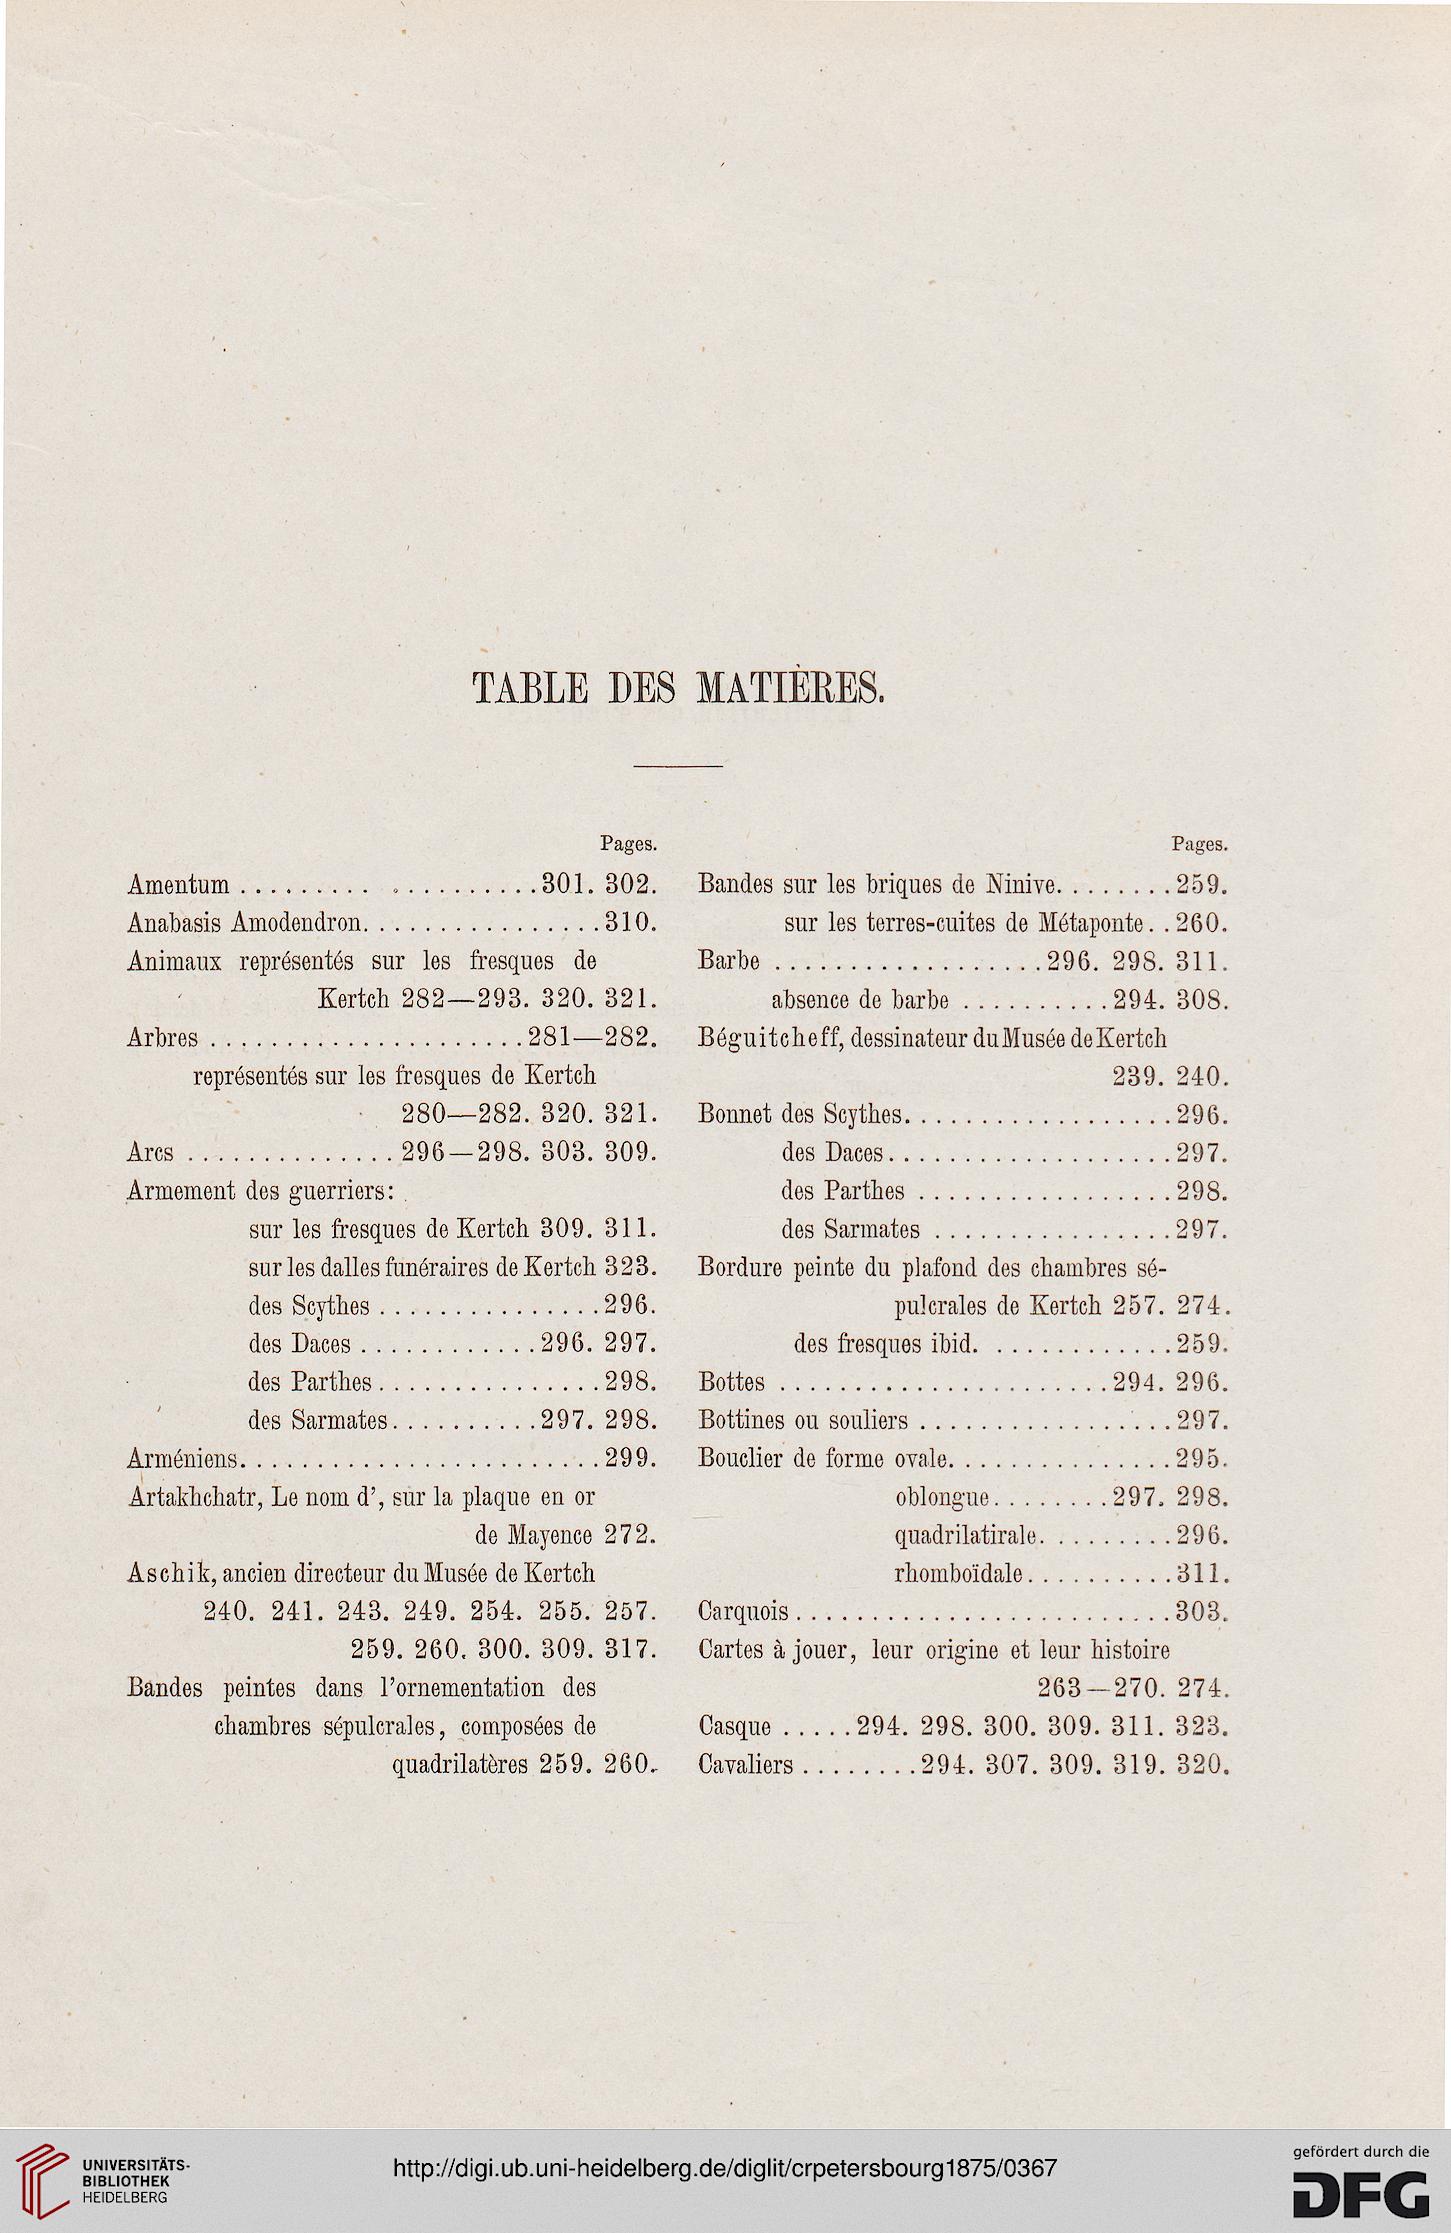 TABLE DES MATIÈRES.
Pages.
Amentum . . . . . . . . . . . . . . . . . . . 301. 302.
Anabasis Amodendron. . . . . . . . . . . . . . . . 310.
Animaux représentés sur les fresques de
Kertch 282—293. 320. 321.
Arbres . . . . . . . . . . . . . . . . . . . . . 281—282.
représentés sur les fresques de Kertch
280—282. 320. 321.
Arcs . . . . . . . . . . . . . . 296—298. 303. 309.
Armement des guerriers:
sur les fresques de Kertch 309. 311.
sur les dalles funéraires de Kertch 323.
des Scythes . . . . . . . . . . . . . . . 296.
des Daces . . . . . . . . . . . . 296. 297.
des Parthes . . . . . . . . . . . . . . . 298.
des Sarmates . . . . . . . . . . 297. 298.
Arméniens. . . . . . . . . . . . . . . . . . . . . . . . 299.
Artakhchatr, Le nom d', sur la plaque en or
de Mayence 272.
Aschik, ancien directeur du Musée de Kertch
240. 241. 243. 249. 254. 255. 257.
259. 260. 300. 309. 317.
Bandes peintes dans l'ornementation des
chambres sépulcrales, composées de
quadrilatères 259. 260.
Pages.
Bandes sur les briques de Ninive. . . . . . . . 259.
sur les terres-cuites de Métaponte. . 260.
Barbe . . . . . . . . . . . . . . . . . . 296. 298. 311.
absence de barbe . . . . . . . . . . 294. 308.
Béguitcheff, dessinateur du Musée de Kertch
239. 240.
Bonnet des Scythes. . . . . . . . . . . . . . . . . . 296.
des Daces . . . . . . . . . . . . . . . . . . . 297.
des Parthes . . . . . . . . . . . . . . . . . 298.
des Sarmates . . . . . . . . . . . . . . . . 297.
Bordure peinte du plafond des chambres sé-
pulcrales de Kertch 257. 274.
des fresques ibid. . . . . . . . . . . . . 259.
Bottes . . . . . . . . . . . . . . . . . . . . . . 294. 296.
Bottines ou souliers . . . . . . . . . . . . . . . . . 297.
Bouclier de forme ovale. . . . . . . . . . . . . . . 295.
oblongue . . . . . . . . 297. 298.
quadrilatirale. . . . . . . . . 296.
rhomboïdale . . . . . . . . . . 311.
Carquois . . . . . . . . . . . . . . . . . . . . . . . . . 303.
Cartes à jouer, leur origine et leur histoire
263—270. 274.
Casque . . . . . 294. 298. 300. 309. 311. 323.
Cavaliers . . . . . . . . 294. 307. 309. 319. 320.
UNIVERSITÄTS-
BIBLIOTHEK
HEIDELBERG
http://digi.ub.uni-heidelberg.de/diglit/crpetersbourg1875/0367
gefördert durch die
DFG